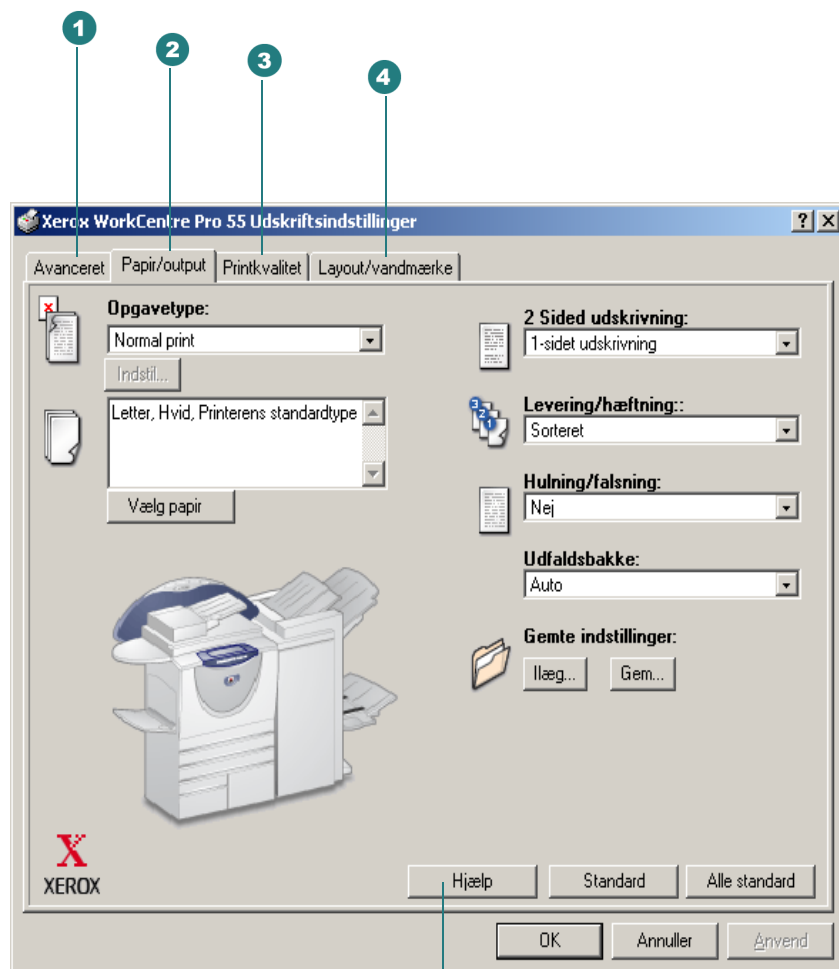 1
2
3
4
Xerox WorkCentre Pro 55 Udskriftsindstillinger
Avanceret
Papir/output
Printkvalitet
Layout/vandmærke
Opgavetype:
Normal print
Indstil...
Letter, Hvid, Printerens standardtype
Vælg papir
2 Sided udskrivning:
1-sidet udskrivning
Levering/hæftning::
Sorteret
Hulning/falsning:
Nej
Udfaldsbakke:
Auto
Gemte indstillinger:
Ilæg...
Gem...
X
XEROX
Hjælp
Standard
Alle standard
OK
Annuller
Anvend